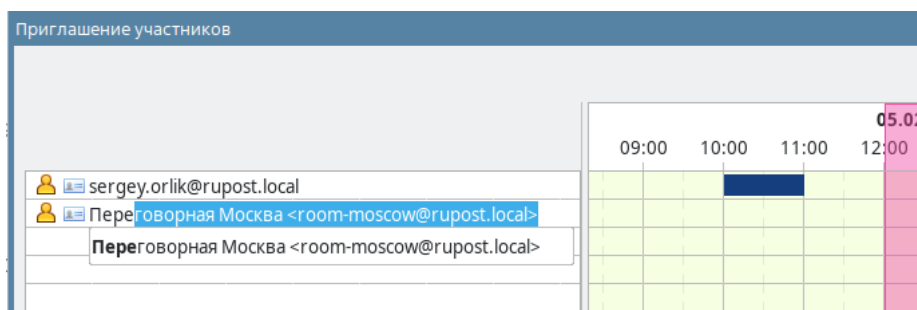 Приглашение участников
05.02
09:00 10:00 11:00 12:00
sergey.orlik@rupost.local
Переговорная Москва <room-moscow@rupost.local>
Переговорная Москва <room-moscow@rupost.local>